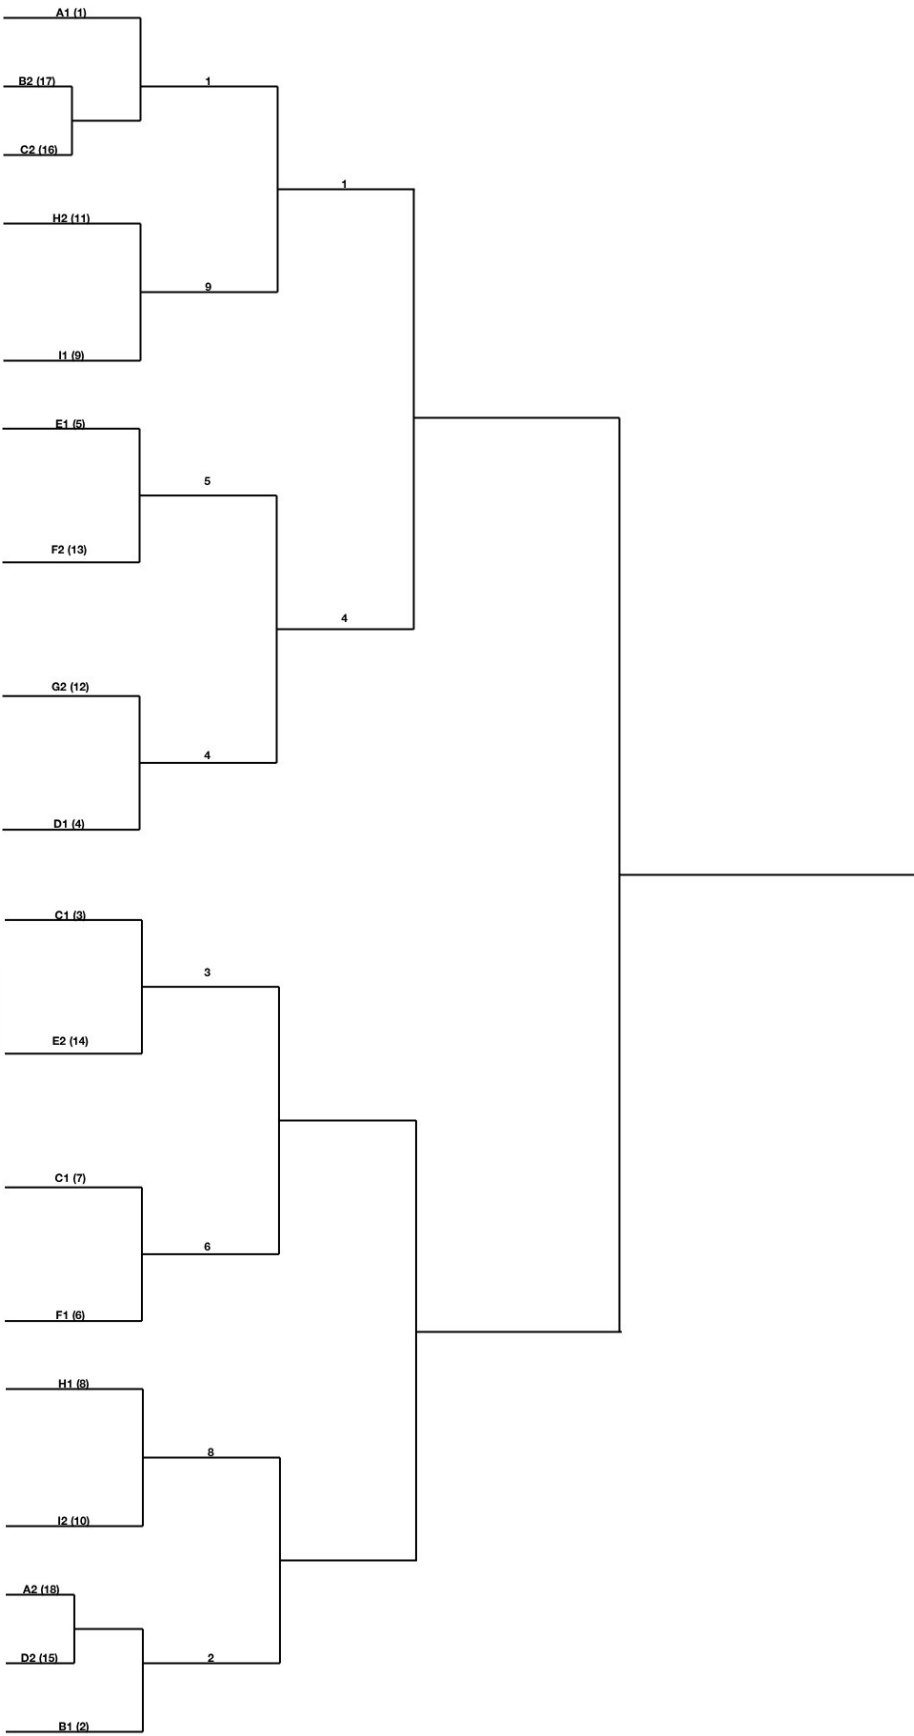 A1 (1)
B2 (17)
1
C2 (16)
1
H2 (11)
9
I1 (9)
E1 (5)
5
F2 (13)
4
G2 (12)
4
D1 (4)
C1 (3)
3
E2 (14)
C1 (7)
6
F1 (6)
H1 (8)
8
I2 (10)
A2 (18)
D2 (15)
2
B1 (2)